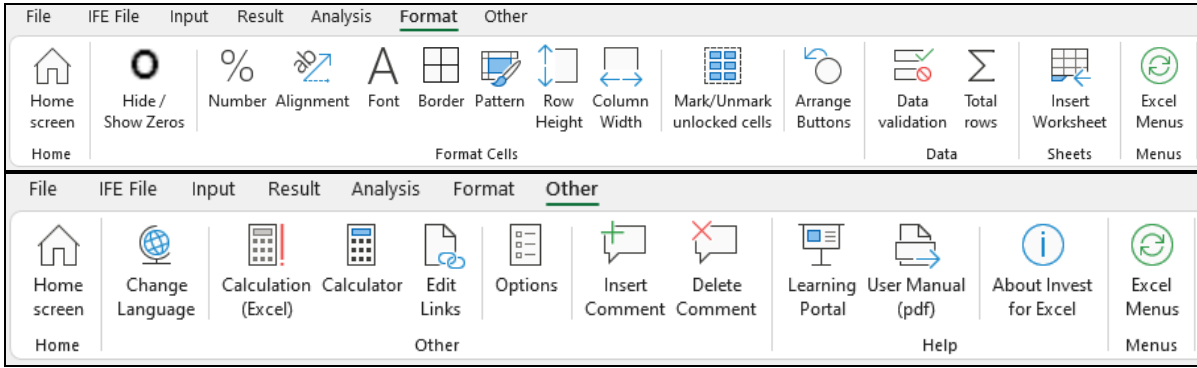 File IFE File Input Result Analysis Format Other
Home Hide / Number Alignment Font Border Pattern Row Column Mark/Unmark Arrange Data Total Insert Excel
screen Show Zeros Height Width unlocked cells Buttons validation rows Worksheet Menus
Home Format Cells Data Sheets Menus
File IFE File Input Result Analysis Format Other
Home Change Calculation Calculator Edit Options Insert Delete Learning User Manual About Invest Excel
screen Language (Excel) Links Comment Comment Portal (pdf) for Excel Menus
Home Other Help Menus